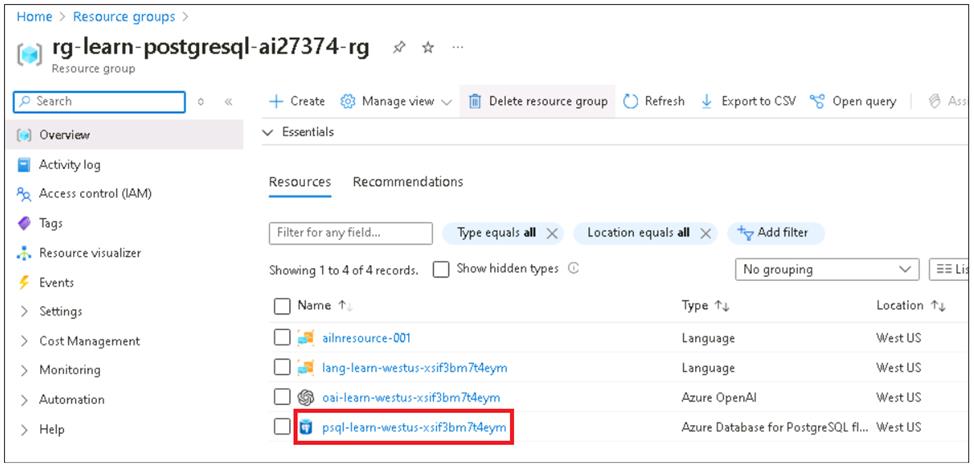 Home > Resource groups >
rg-learn-postgresql-ai27374-rg
Resource group
Search
Create Manage view Delete resource group Refresh Export to CSV Open query Ass
Essentials
Overview
Activity log
Access control (IAM)
Tags
Resource visualizer
Events
Settings
Cost Management
Monitoring
Automation
Help
Resources Recommendations
Filter for any field... Type equals all Location equals all Add filter
Showing 1 to 4 of 4 records. Show hidden types No grouping Lis
Name Type Location
ailnresource-001 Language West US
lang-learn-westus-xsif3bm7t4eym Language West US
oai-learn-westus-xsif3bm7t4eym Azure OpenAI West US
psql-learn-westus-xsif3bm7t4eym Azure Database for PostgreSQL fl... West US